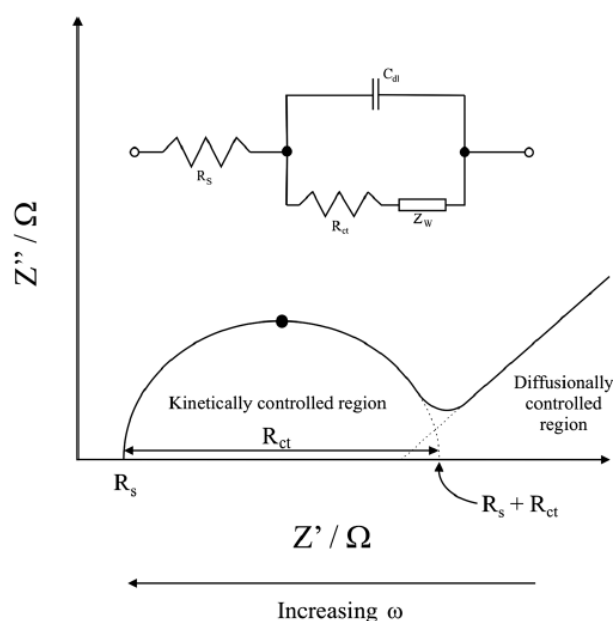 C_dl
R_S
R_ct
Z_W
Z'' / Ω
Kinetically controlled region
Diffusionally
controlled
region
R_ct
R_s
R_s + R_ct
Z' / Ω
Increasing ω